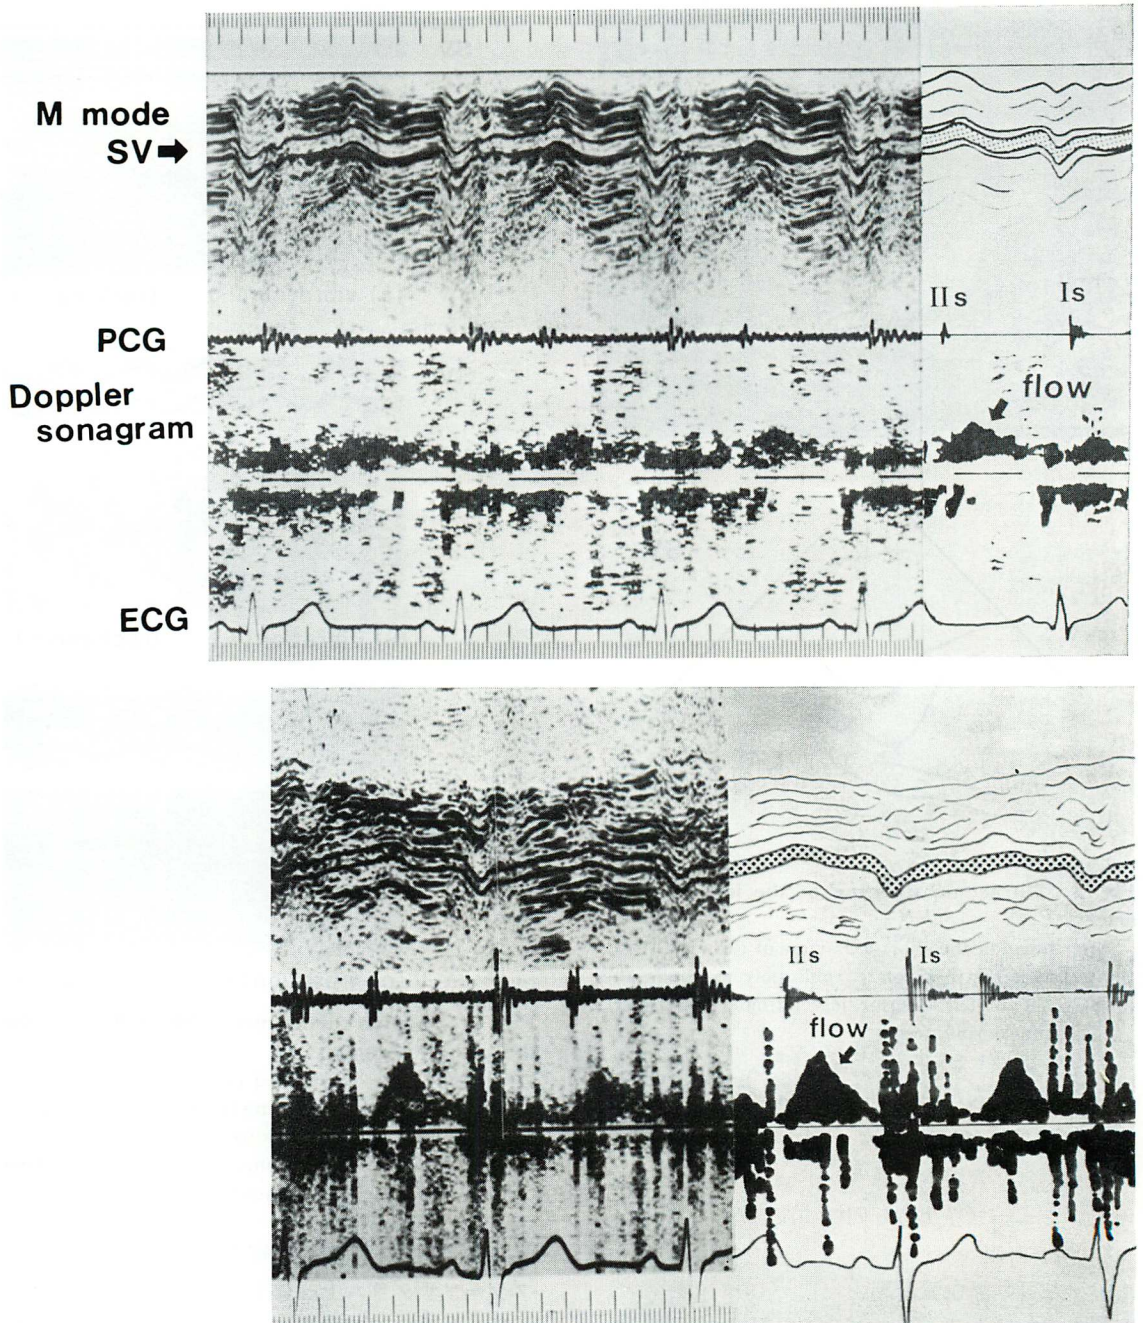 M mode
SV
IIs Is
PCG
Doppler
sonagram
flow
ECG
IIs Is
flow